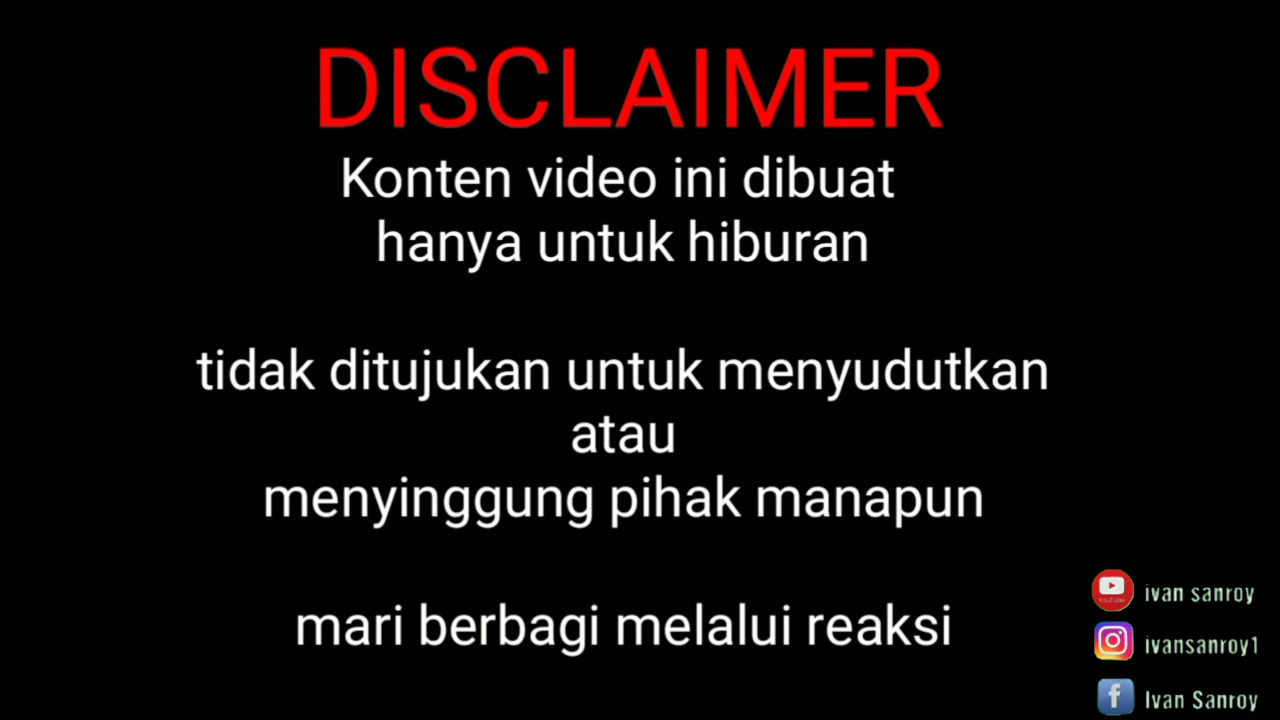 DISCLAIMER
Konten video ini dibuat
hanya untuk hiburan
tidak ditujukan untuk menyudutkan
atau
menyinggung pihak manapun
mari berbagi melalui reaksi
ivan sanroy
ivansanroy1
Ivan Sanroy